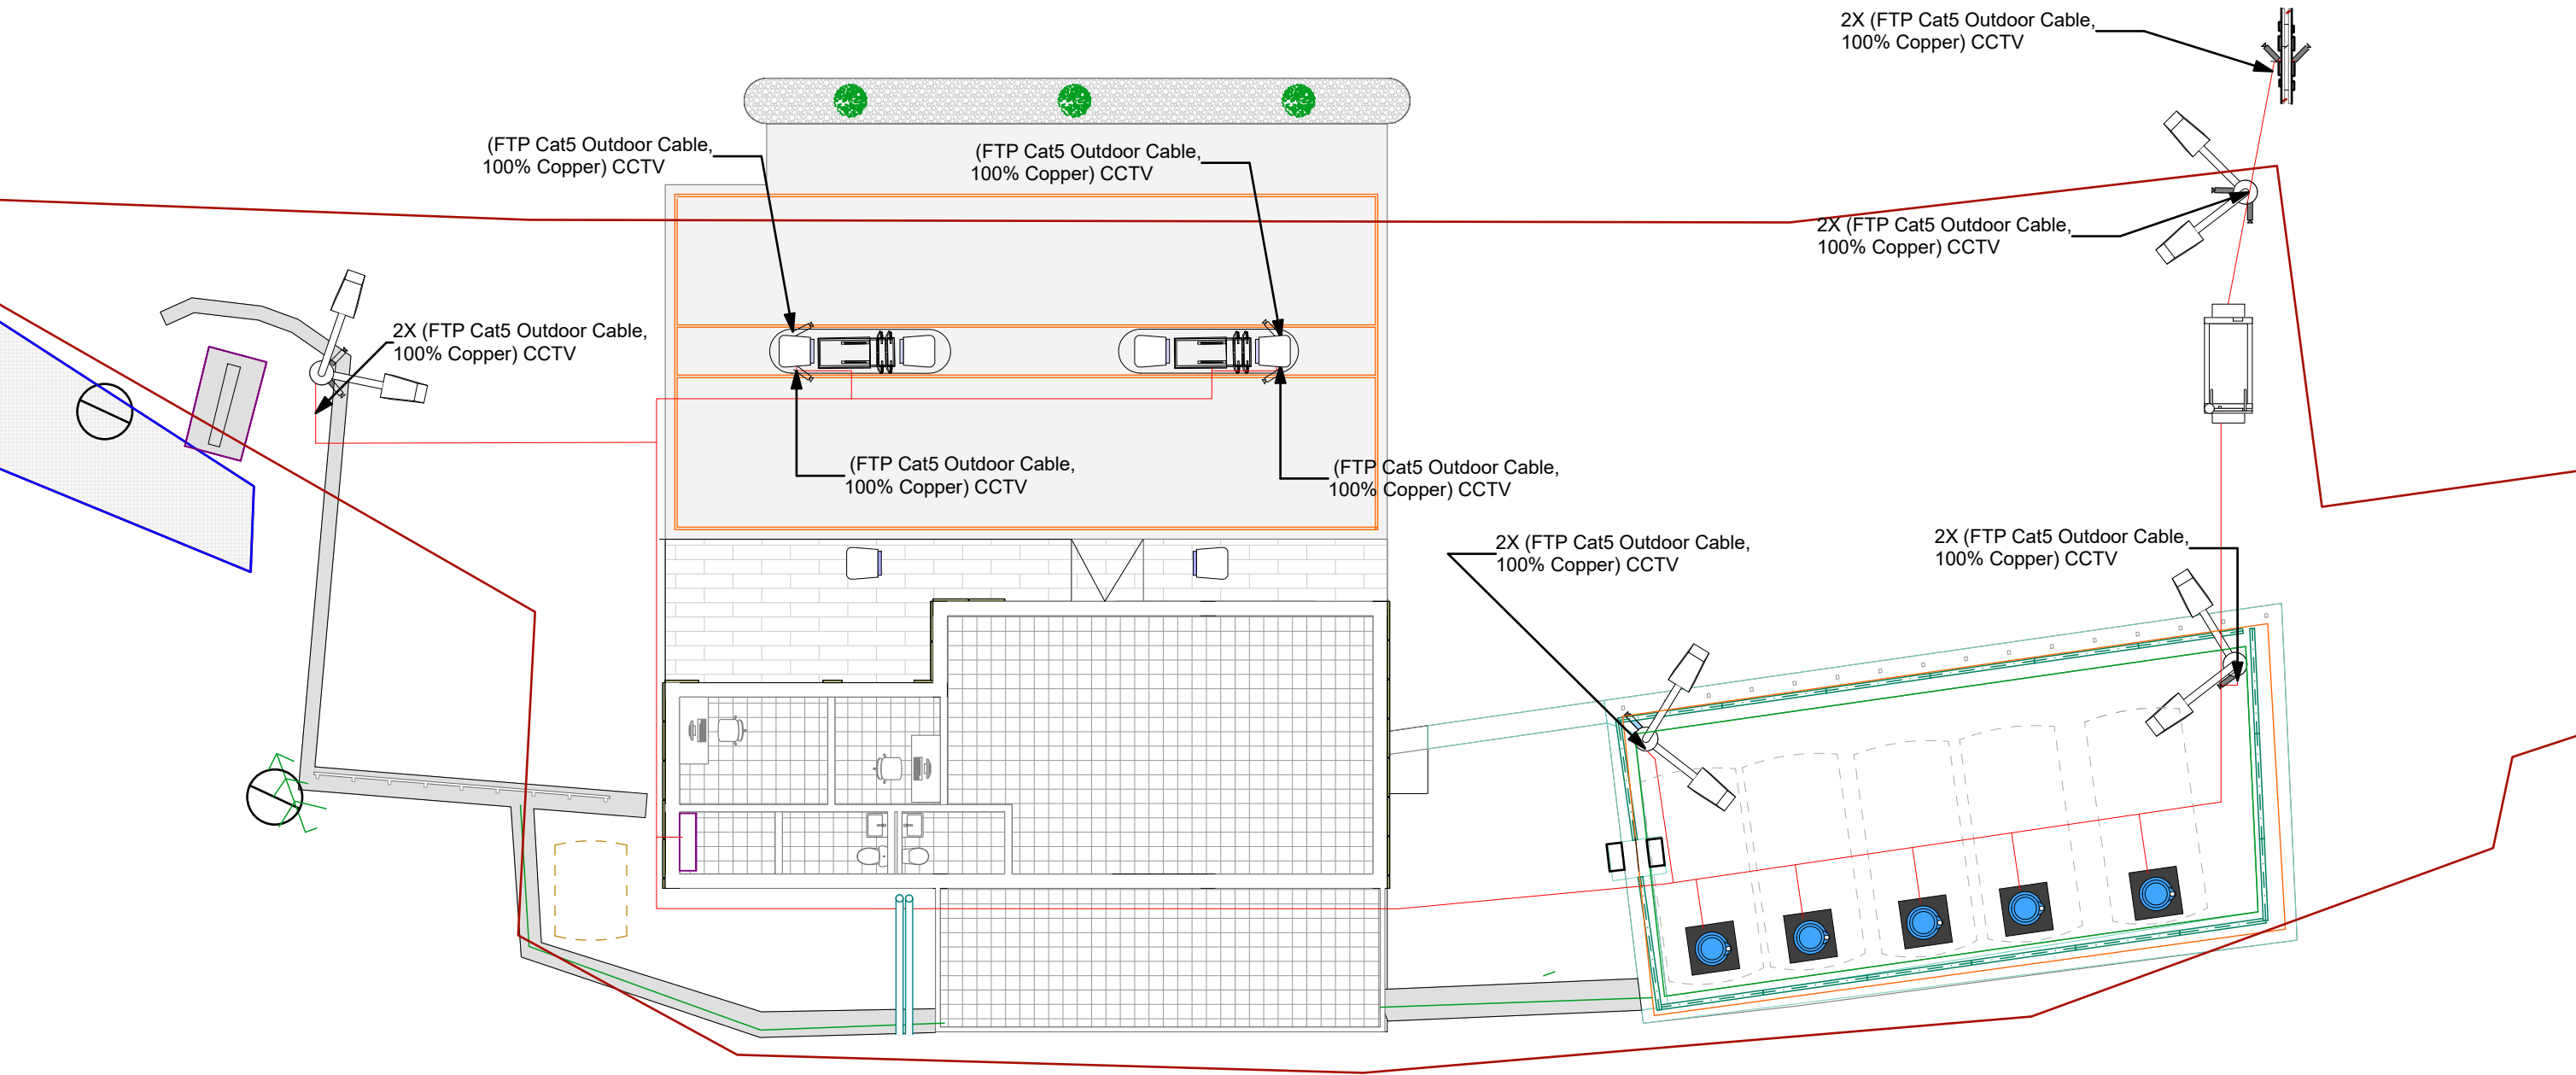 2X (FTP Cat5 Outdoor Cable,
100% Copper) CCTV
(FTP Cat5 Outdoor Cable,
100% Copper) CCTV
(FTP Cat5 Outdoor Cable,
100% Copper) CCTV
2X (FTP Cat5 Outdoor Cable,
100% Copper) CCTV
2X (FTP Cat5 Outdoor Cable,
100% Copper) CCTV
(FTP Cat5 Outdoor Cable,
100% Copper) CCTV
(FTP Cat5 Outdoor Cable,
100% Copper) CCTV
2X (FTP Cat5 Outdoor Cable,
100% Copper) CCTV
2X (FTP Cat5 Outdoor Cable,
100% Copper) CCTV